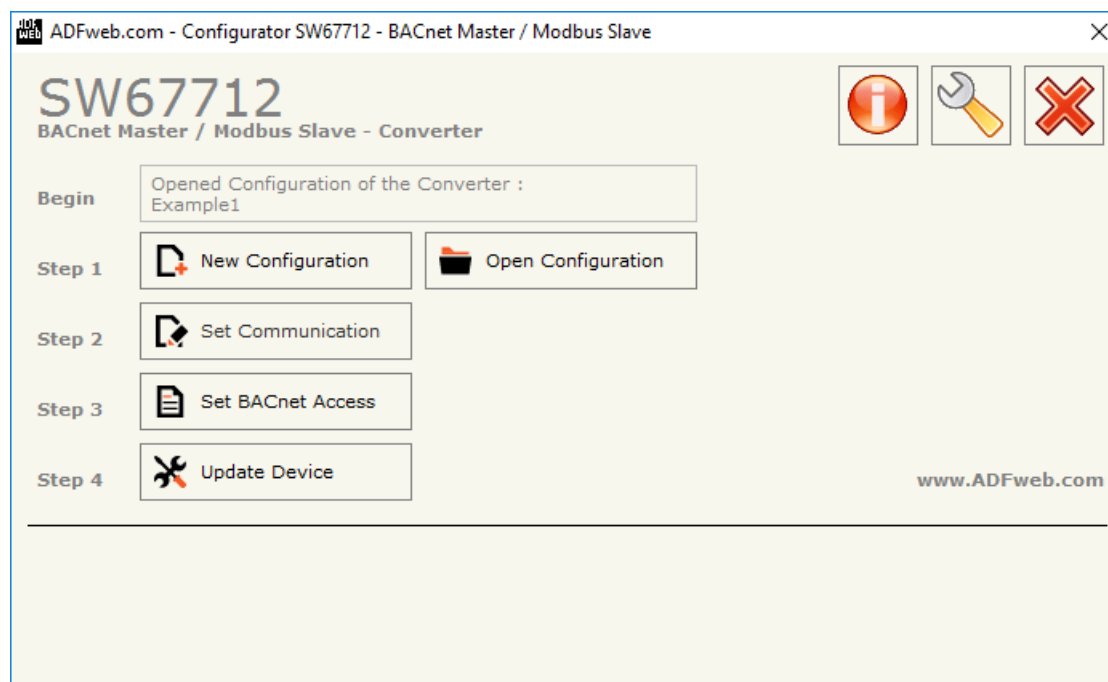 ADFweb.com - Configurator SW67712 - BACnet Master / Modbus Slave
SW67712
BACnet Master / Modbus Slave - Converter
Begin
Opened Configuration of the Converter :
Example1
Step 1
New Configuration
Open Configuration
Step 2
Set Communication
Step 3
Set BACnet Access
Step 4
Update Device
www.ADFweb.com